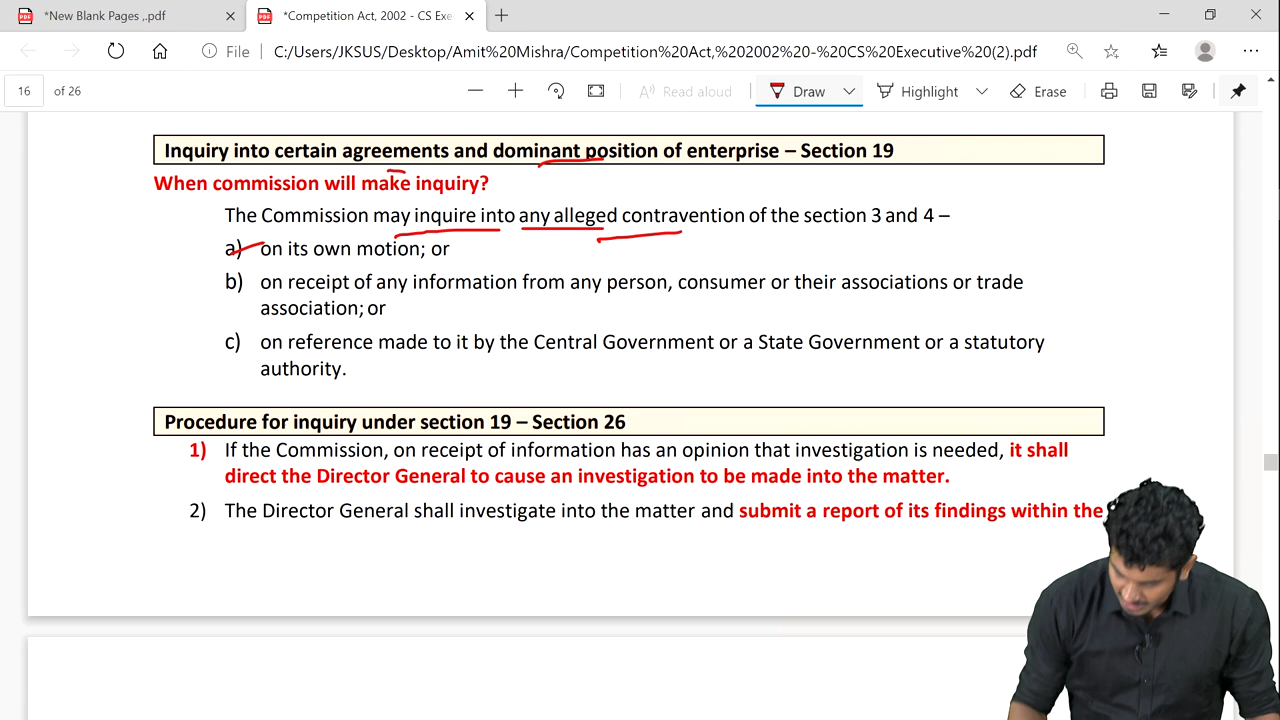 *New Blank Pages ,.pdf
*Competition Act, 2002 - CS Exe
File
C:/Users/JKSUS/Desktop/Amit%20Mishra/Competition%20Act,%202002%20-%20CS%20Executive%20(2).pdf
16 of 26
Read aloud
Draw
Highlight
Erase
Inquiry into certain agreements and dominant position of enterprise – Section 19
When commission will make inquiry?
The Commission may inquire into any alleged contravention of the section 3 and 4 –
a) on its own motion; or
b) on receipt of any information from any person, consumer or their associations or trade
association; or
c) on reference made to it by the Central Government or a State Government or a statutory
authority.
Procedure for inquiry under section 19 – Section 26
1) If the Commission, on receipt of information has an opinion that investigation is needed, it shall
direct the Director General to cause an investigation to be made into the matter.
2) The Director General shall investigate into the matter and submit a report of its findings within the